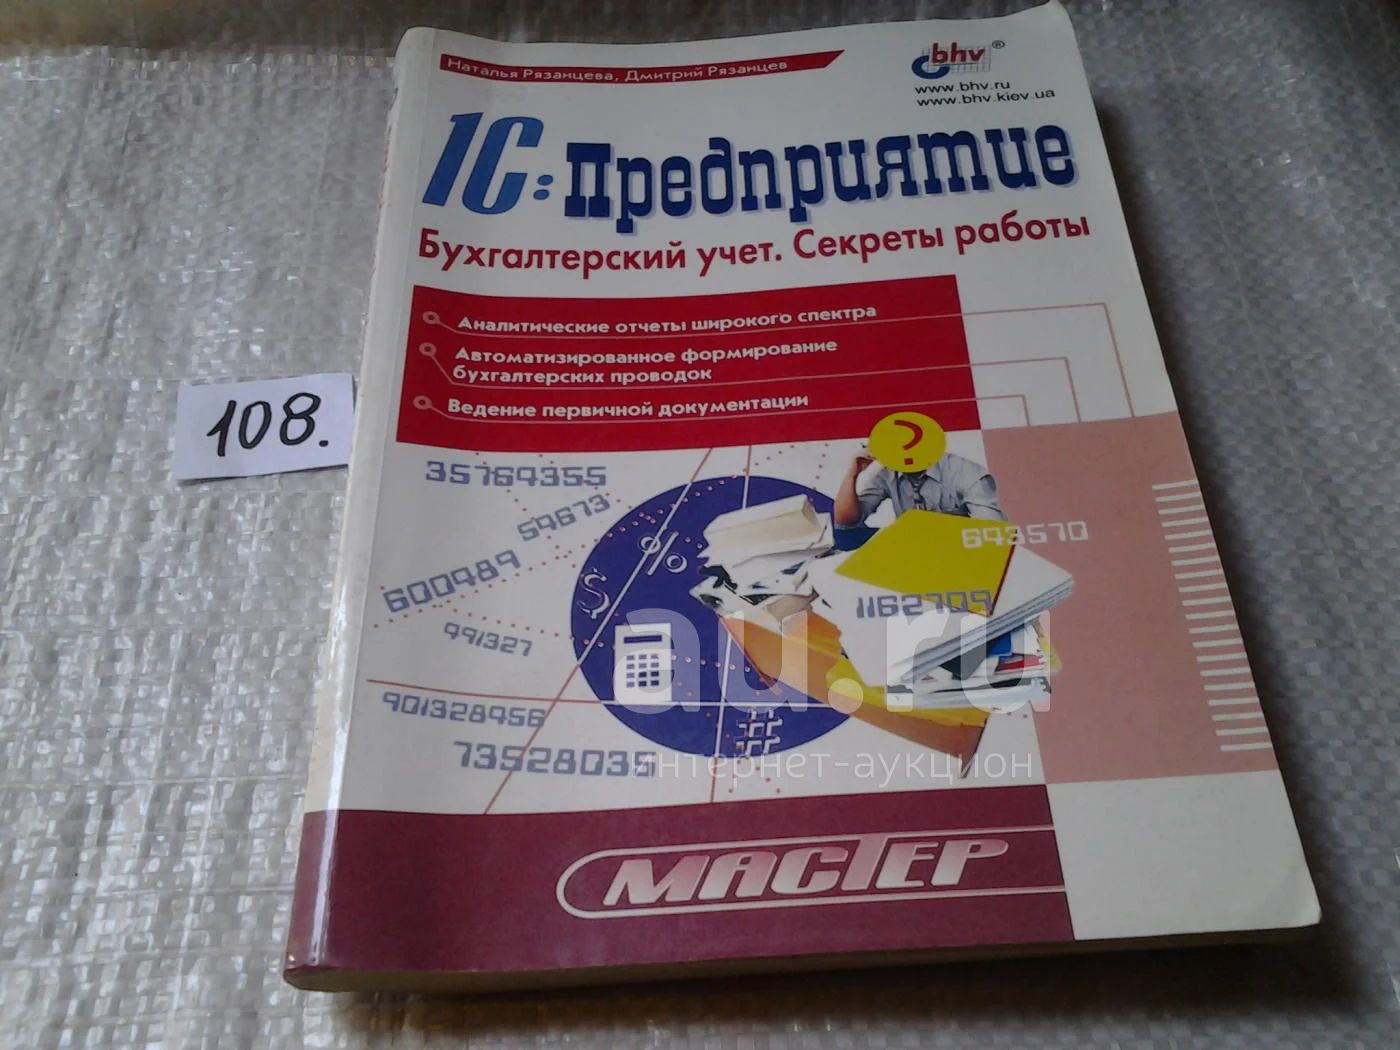 Наталья Рязанцева, Дмитрий Рязанцев
bhv®
www.bhv.ru
www.bhv.kiev.ua
1С:Предприятие
Бухгалтерский учет. Секреты работы
Аналитические отчеты широкого спектра
Автоматизированное формирование
бухгалтерских проводок
Ведение первичной документации
108.
?
35764355
54673
600489
%
$
643570
1162709
991327
901328956
73528035
#
au.ru
интернет-аукцион
МАСТЕР